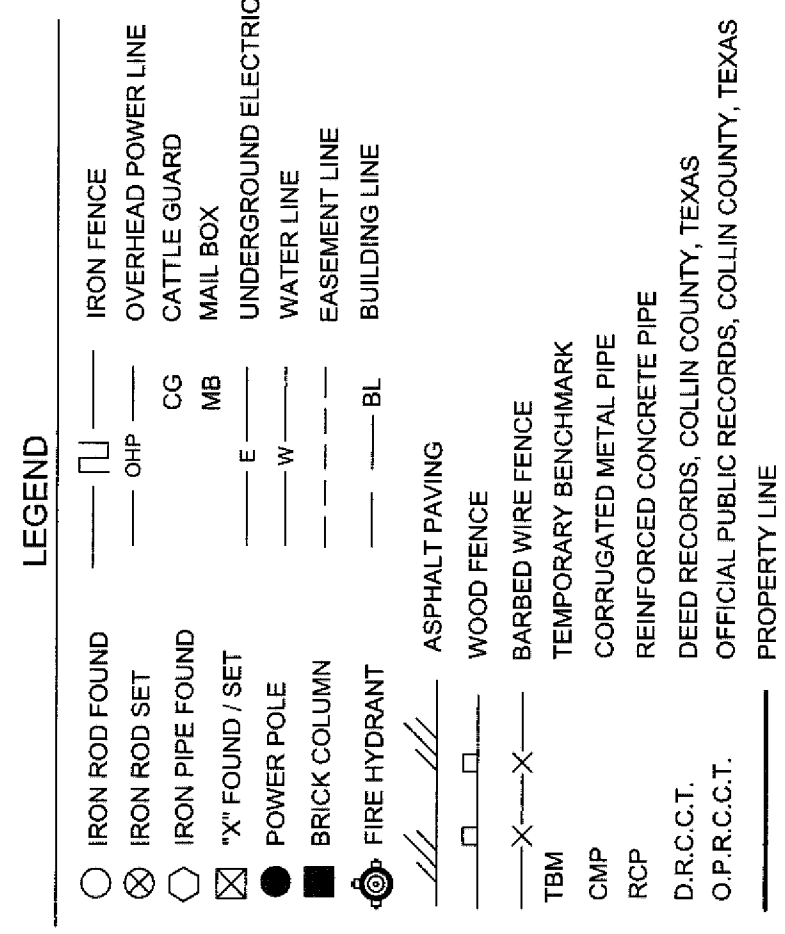 LEGEND
IRON ROD FOUND
IRON ROD SET
IRON PIPE FOUND
"X" FOUND / SET
POWER POLE
BRICK COLUMN
FIRE HYDRANT
IRON FENCE
OHP OVERHEAD POWER LINE
CG CATTLE GUARD
MB MAIL BOX
E UNDERGROUND ELECTRIC
W WATER LINE
EASEMENT LINE
BL BUILDING LINE
ASPHALT PAVING
WOOD FENCE
BARBED WIRE FENCE
TBM TEMPORARY BENCHMARK
CMP CORRUGATED METAL PIPE
RCP REINFORCED CONCRETE PIPE
D.R.C.C.T. DEED RECORDS, COLLIN COUNTY, TEXAS
O.P.R.C.C.T. OFFICIAL PUBLIC RECORDS, COLLIN COUNTY, TEXAS
PROPERTY LINE